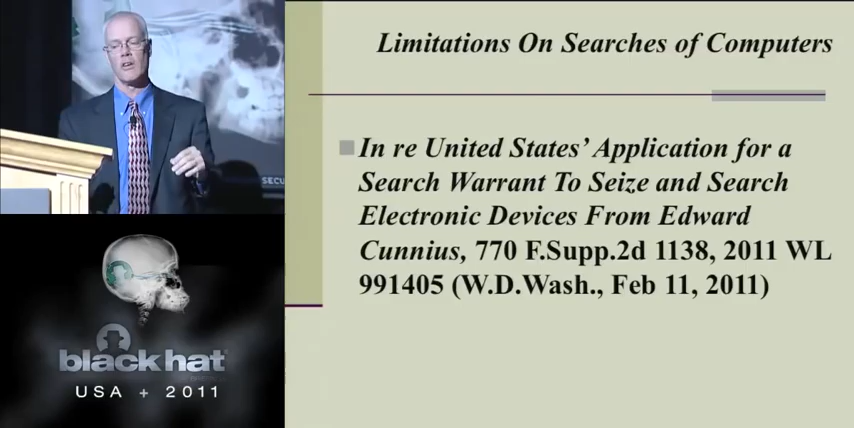 Limitations On Searches of Computers
In re United States' Application for a
Search Warrant To Seize and Search
Electronic Devices From Edward
Cunnius, 770 F.Supp.2d 1138, 2011 WL
991405 (W.D.Wash., Feb 11, 2011)
SECU
black hat
USA + 2011